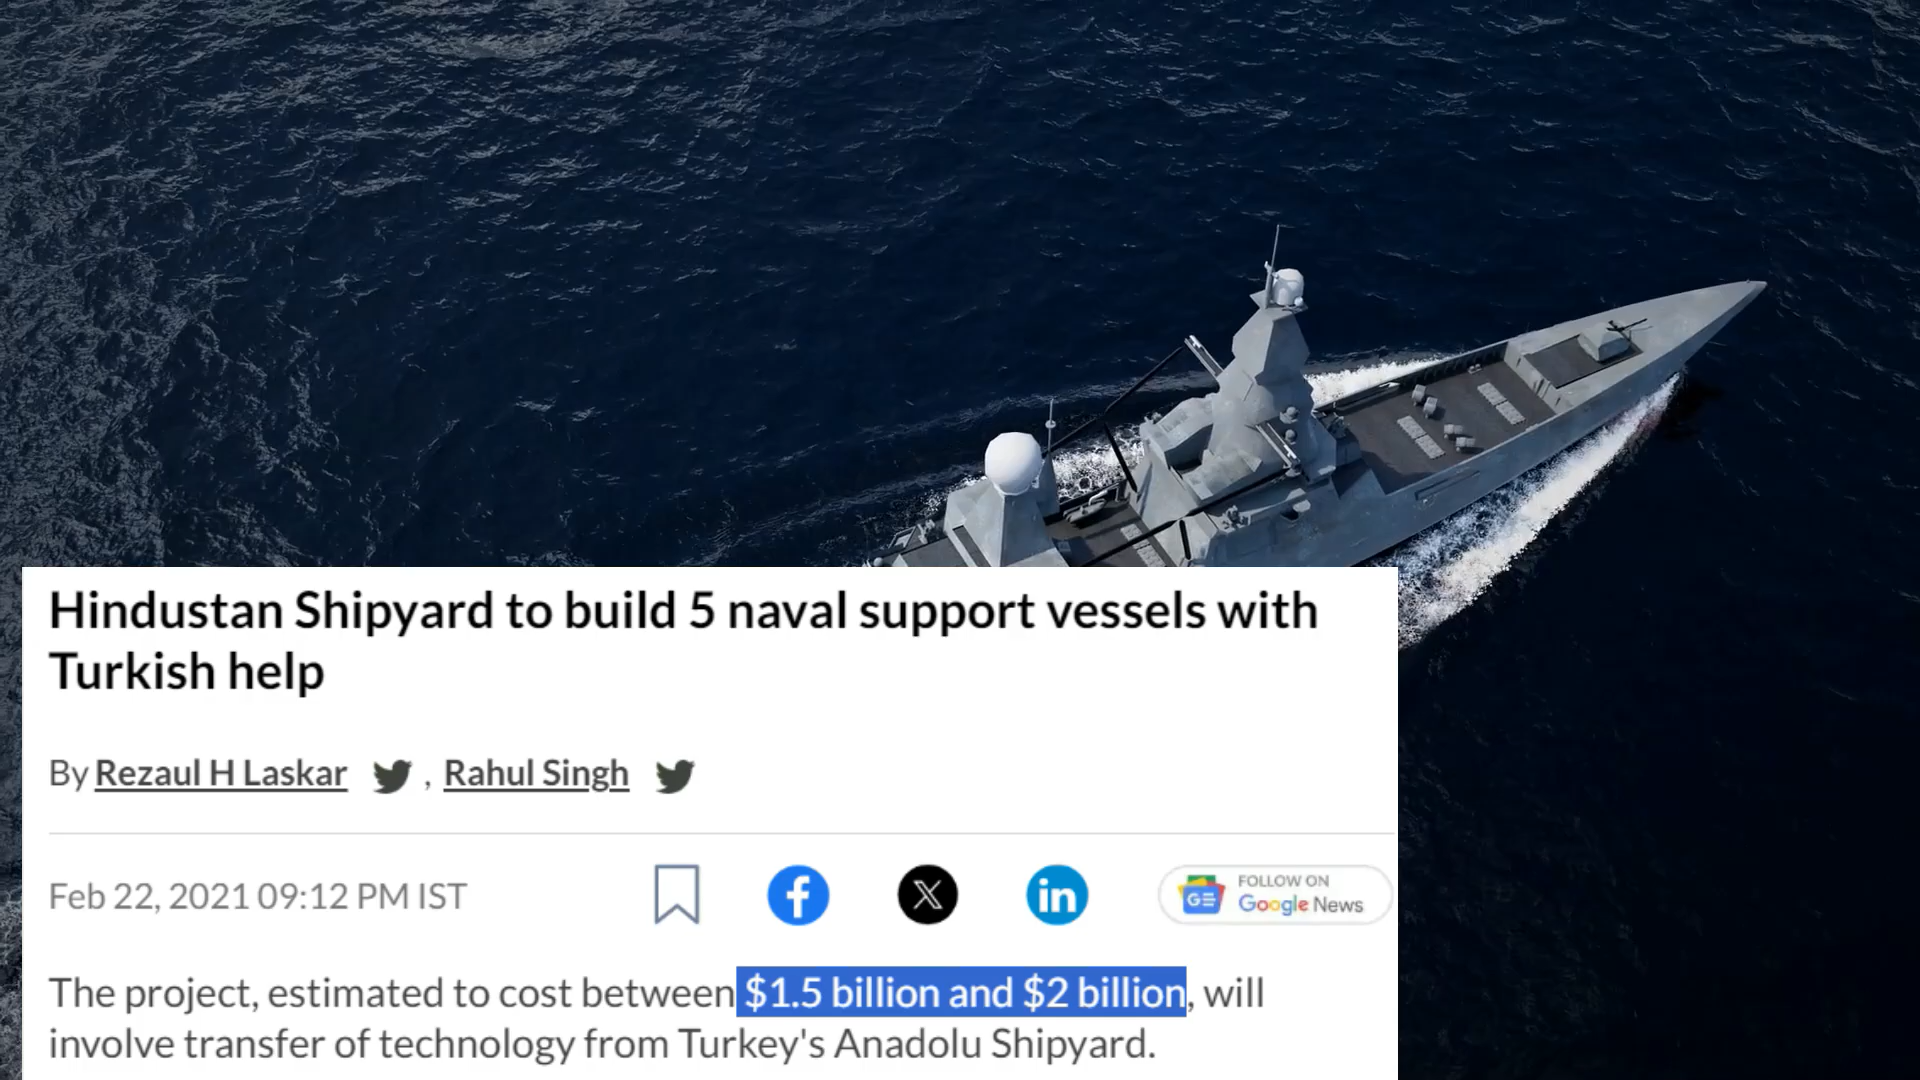 Hindustan Shipyard to build 5 naval support vessels with
Turkish help
By Rezaul H Laskar , Rahul Singh
Feb 22, 2021 09:12 PM IST
FOLLOW ON
Google News
The project, estimated to cost between $1.5 billion and $2 billion, will
involve transfer of technology from Turkey's Anadolu Shipyard.